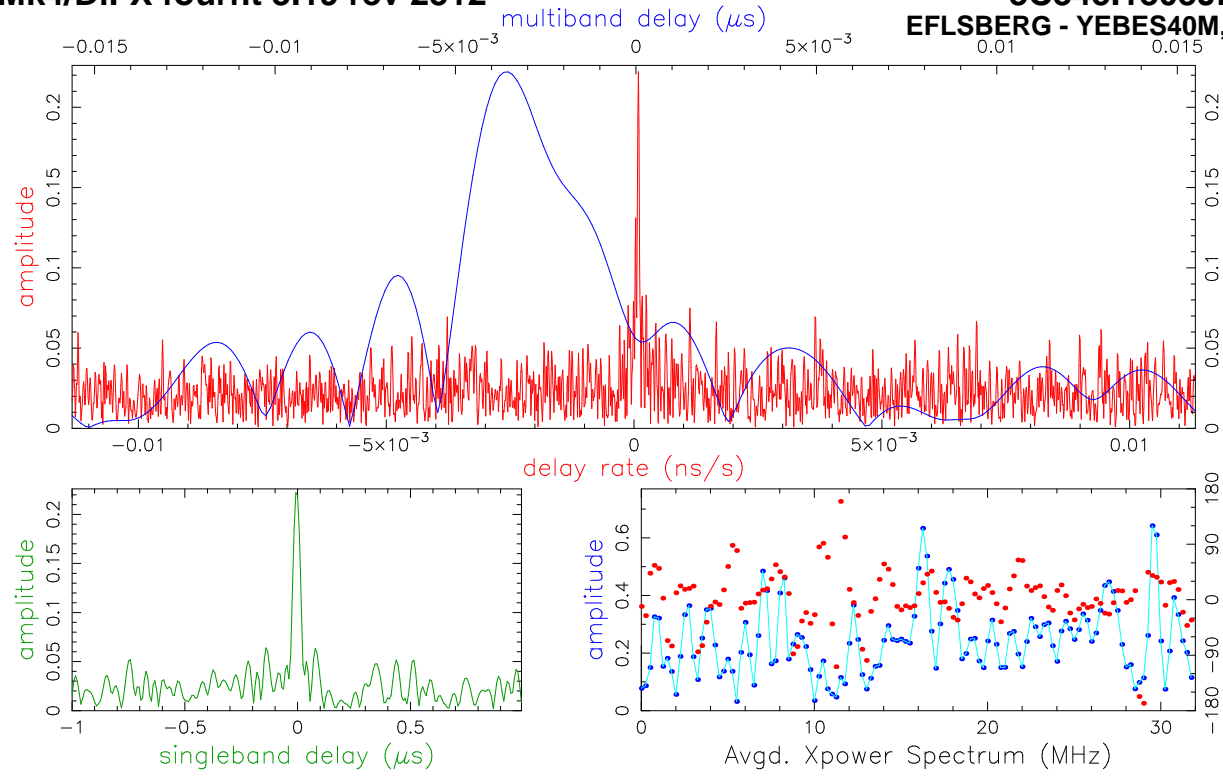 multiband delay (μs)
EFLSBERG - YEBES40M,
−0.015 −0.01 −5×10⁻³ 0 5×10⁻³ 0.01 0.015
amplitude
0 0.05 0.1 0.15 0.2
0 0.05 0.1 0.15 0.2
−0.01 −5×10⁻³ 0 5×10⁻³ 0.01
delay rate (ns/s)
amplitude
0 0.05 0.1 0.15 0.2
−1 −0.5 0 0.5
singleband delay (μs)
amplitude
0 0.2 0.4 0.6
−180 −90 0 90 180
0 10 20 30
Avgd. Xpower Spectrum (MHz)